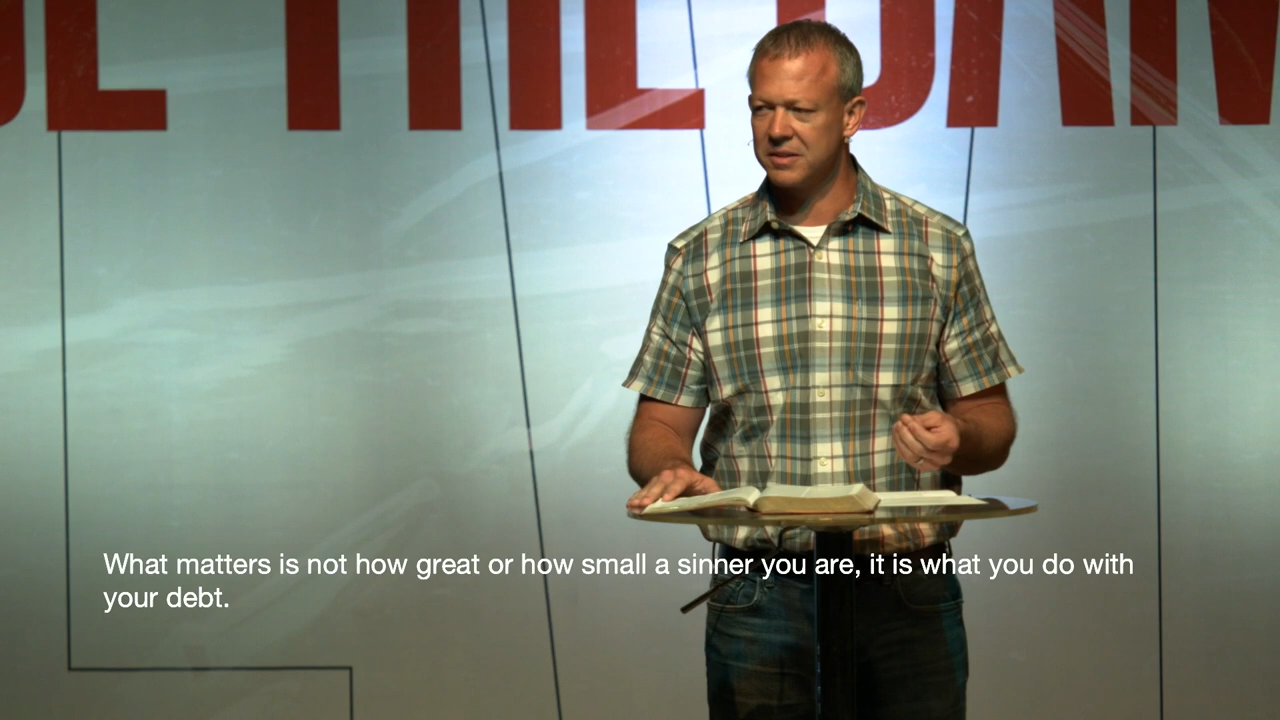 THE
What matters is not how great or how small a sinner you are, it is what you do with
your debt.